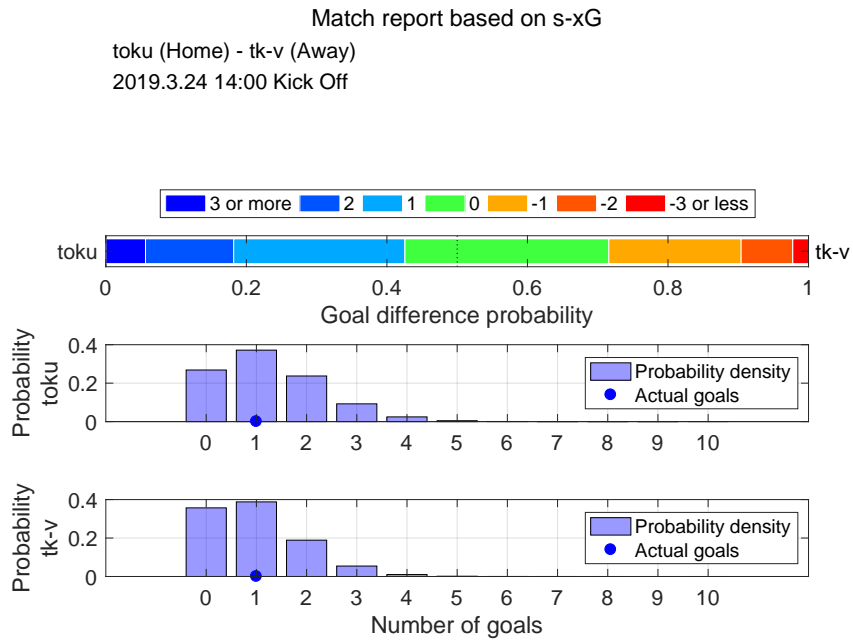 Match report based on s-xG
toku (Home) - tk-v (Away)
2019.3.24 14:00 Kick Off
3 or more 2 1 0 -1 -2 -3 or less
toku tk-v
0 0.2 0.4 0.6 0.8 1
Goal difference probability
Probability
toku
0.4
0.2
0
Probability density
Actual goals
0 1 2 3 4 5 6 7 8 9 10
Probability
tk-v
0.4
0.2
0
Probability density
Actual goals
0 1 2 3 4 5 6 7 8 9 10
Number of goals